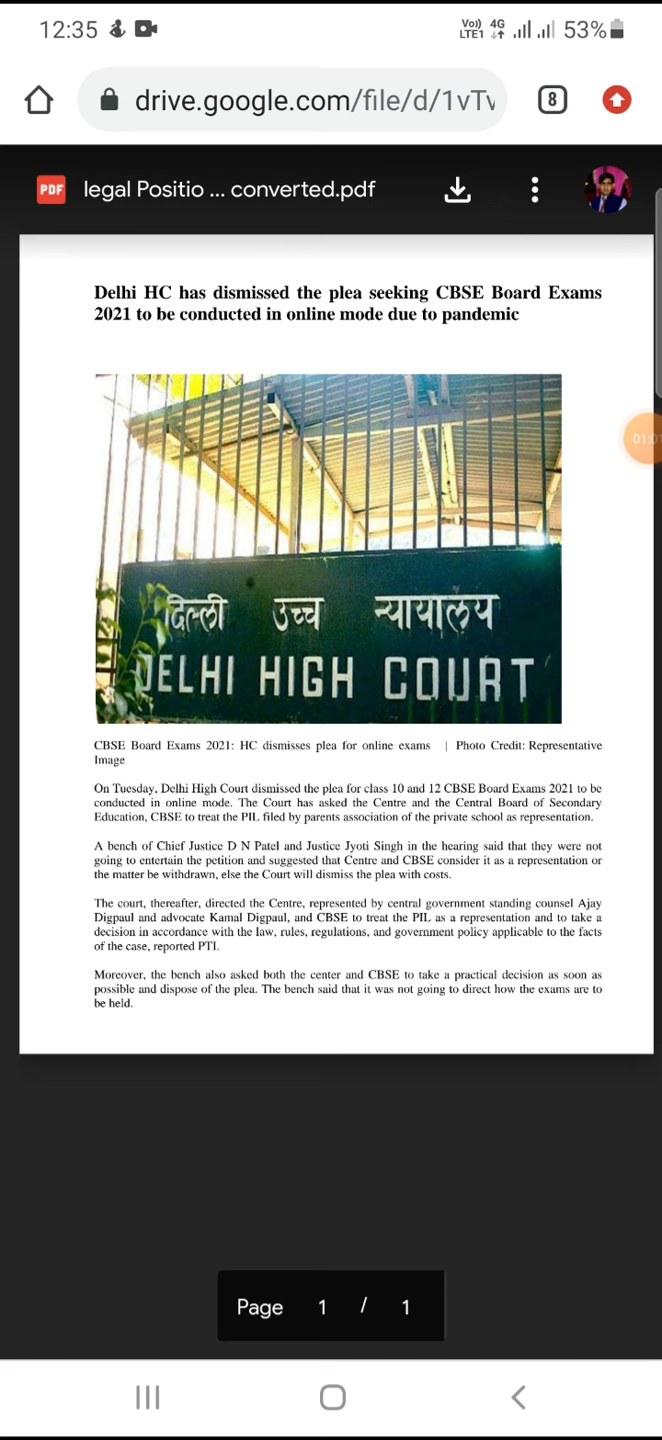 12:35
Vo)) 4G
LTE1 53%
drive.google.com/file/d/1vTv
8
PDF legal Positio ... converted.pdf
Delhi HC has dismissed the plea seeking CBSE Board Exams
2021 to be conducted in online mode due to pandemic
दिल्ली उच्च न्यायालय
DELHI HIGH COURT
01:01
CBSE Board Exams 2021: HC dismisses plea for online exams | Photo Credit: Representative
Image
On Tuesday, Delhi High Court dismissed the plea for class 10 and 12 CBSE Board Exams 2021 to be
conducted in online mode. The Court has asked the Centre and the Central Board of Secondary
Education, CBSE to treat the PIL filed by parents association of the private school as representation.
A bench of Chief Justice D N Patel and Justice Jyoti Singh in the hearing said that they were not
going to entertain the petition and suggested that Centre and CBSE consider it as a representation or
the matter be withdrawn, else the Court will dismiss the plea with costs.
The court, thereafter, directed the Centre, represented by central government standing counsel Ajay
Digpaul and advocate Kamal Digpaul, and CBSE to treat the PIL as a representation and to take a
decision in accordance with the law, rules, regulations, and government policy applicable to the facts
of the case, reported PTI.
Moreover, the bench also asked both the center and CBSE to take a practical decision as soon as
possible and dispose of the plea. The bench said that it was not going to direct how the exams are to
be held.
Page 1 / 1